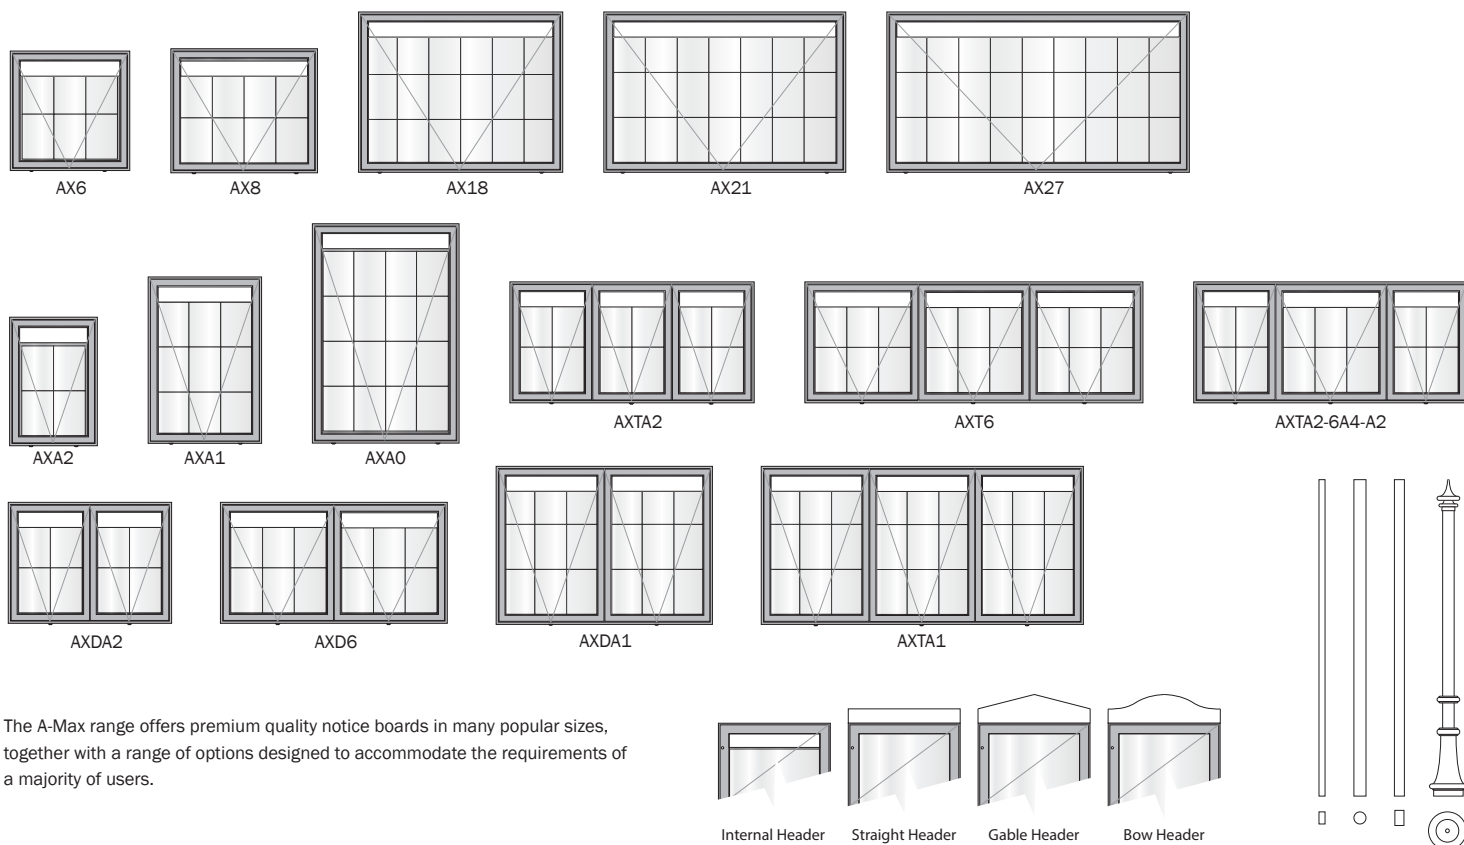 AX6
AX8
AX18
AX21
AX27
AXA2
AXA1
AXA0
AXTA2
AXT6
AXTA2-6A4-A2
AXDA2
AXD6
AXDA1
AXTA1
The A-Max range offers premium quality notice boards in many popular sizes,
together with a range of options designed to accommodate the requirements of
a majority of users.
Internal Header
Straight Header
Gable Header
Bow Header